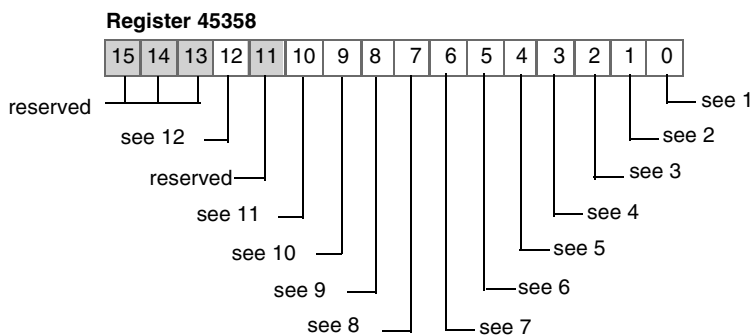 Register 45358
15 14 13 12 11 10 9 8 7 6 5 4 3 2 1 0
reserved
see 1
see 12
see 2
reserved
see 3
see 11
see 4
see 10
see 5
see 9
see 6
see 8
see 7